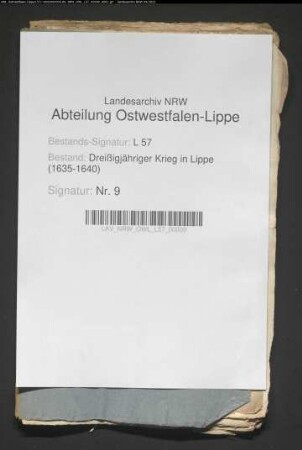 Landesarchiv NRW
Abteilung Ostwestfalen-Lippe
Bestands-Signatur: L 57
Bestand: Dreißigjähriger Krieg in Lippe
(1635-1640)
Signatur: Nr. 9